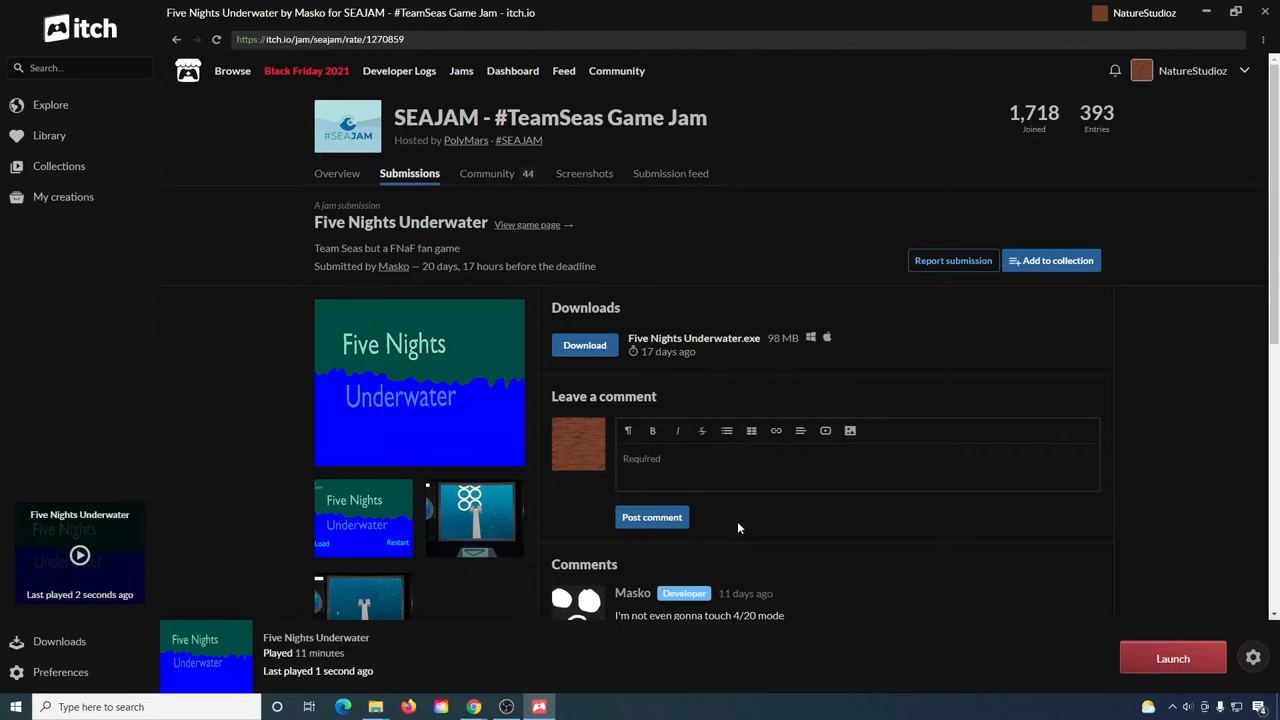 itch
Five Nights Underwater by Masko for SEAJAM - #TeamSeas Game Jam - itch.io
NatureStudioz
https://itch.io/jam/seajam/rate/1270859
Search...
Explore
Library
Collections
My creations
Browse
Black Friday 2021
Developer Logs
Jams
Dashboard
Feed
Community
NatureStudioz
#SEAJAM
SEAJAM - #TeamSeas Game Jam
Hosted by PolyMars · #SEAJAM
1,718
Joined
393
Entries
Overview
Submissions
Community 44
Screenshots
Submission feed
A jam submission
Five Nights Underwater View game page →
Team Seas but a FNaF fan game
Submitted by Masko — 20 days, 17 hours before the deadline
Report submission
Add to collection
Five Nights
Underwater
Five Nights
Underwater
Load
Restart
Downloads
Download
Five Nights Underwater.exe 98 MB
17 days ago
Leave a comment
Required
Post comment
Comments
Masko Developer 11 days ago
I'm not even gonna touch 4/20 mode
Five Nights Underwater
Five Nights
Last played 2 seconds ago
Downloads
Preferences
Five Nights
Underwater
Five Nights Underwater
Played 11 minutes
Last played 1 second ago
Launch
Type here to search